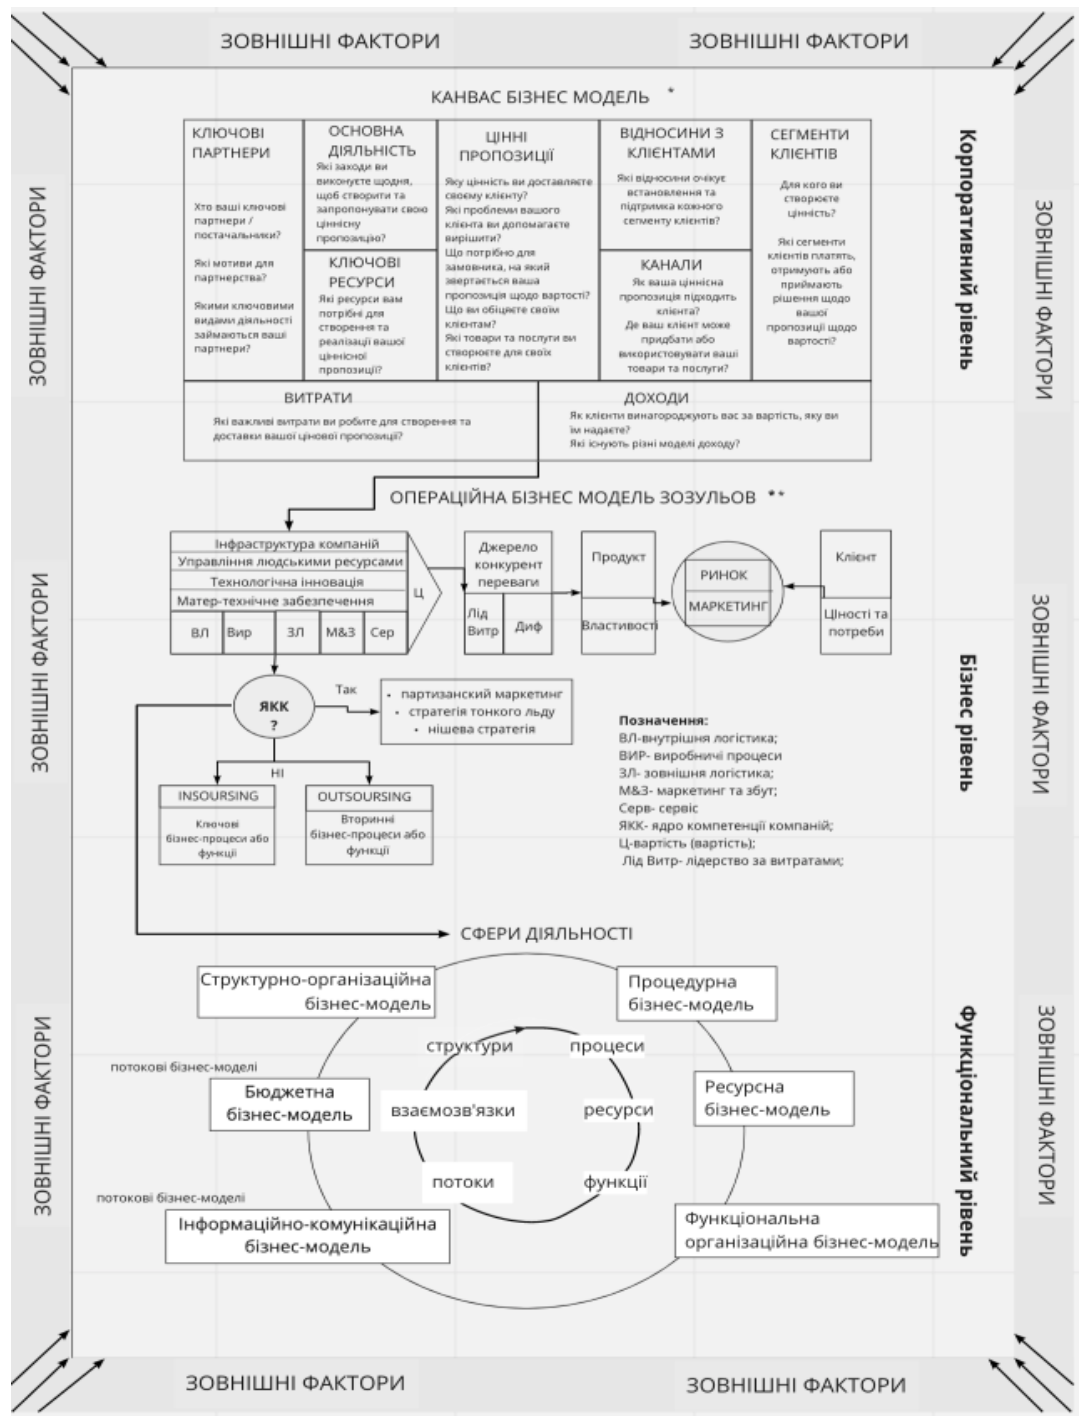 ЗОВНІШНІ ФАКТОРИ
ЗОВНІШНІ ФАКТОРИ
КАНВАС БІЗНЕС МОДЕЛЬ *
КЛЮЧОВІ
ПАРТНЕРИ
Хто ваші ключові
партнери /
постачальники?
Які мотиви для
партнерства?
Якими ключовими
видами діяльності
займаються ваші
партнери?
ОСНОВНА
ДІЯЛЬНІСТЬ
Які заходи ви
виконуєте щодня,
щоб створити та
запропонувати свою
ціннісну
пропозицію?
КЛЮЧОВІ
РЕСУРСИ
Які ресурси вам
потрібні для
створення та
реалізації вашої
ціннісної
пропозиції?
ЦІННІ
ПРОПОЗИЦІЇ
Яку цінність ви доставляєте
своєму клієнту?
Які проблеми вашого
клієнта ви допомагаєте
вирішити?
Що потрібно для
замовника, на який
звертається ваша
пропозиція щодо вартості?
Що ви обіцяєте своїм
клієнтам?
Які товари та послуги ви
створюєте для своїх
клієнтів?
ВІДНОСИНИ З
КЛІЄНТАМИ
Які відносини очікує
встановлення та
підтримка кожного
сегменту клієнтів?
КАНАЛИ
Як ваша ціннісна
пропозиція підходить
клієнта?
Де ваш клієнт може
придбати або
використовувати ваші
товари та послуги?
СЕГМЕНТИ
КЛІЄНТІВ
Для кого ви
створюєте
цінність?
Які сегменти
клієнтів платять,
отримують або
приймають
рішення щодо
вашої
пропозиції щодо
вартості?
ВИТРАТИ
Які важливі витрати ви робите для створення та
доставки вашої цінової пропозиції?
ДОХОДИ
Як клієнти винагороджують вас за вартість, яку ви
їм надаєте?
Які існують різні моделі доходу?
Корпоративний рівень
ЗОВНІШНІ ФАКТОРИ
ЗОВНІШНІ ФАКТОРИ
ОПЕРАЦІЙНА БІЗНЕС МОДЕЛЬ ЗОЗУЛЬОВ **
Інфраструктура компаній
Управління людськими ресурсами
Технологічна інновація
Матер-технічне забезпечення
ВЛ
Вир
ЗЛ
М&З
Сер
Ц
Джерело
конкурент
переваги
Лід
Витр
Диф
Продукт
Властивості
РИНОК
МАРКЕТИНГ
Клієнт
Ціності та
потреби
ЯКК
?
Так
• партизанский маркетинг
• стратегія тонкого льду
• нішева стратегія
НІ
INSOURSING
Ключові
бізнес-процеси або
функції
OUTSOURSING
Вторинні
бізнес-процеси або
функції
Позначення:
ВЛ-внутрішня логістика;
ВИР- виробничі процеси
ЗЛ- зовнішня логістика;
М&З- маркетинг та збут;
Серв- сервіс
ЯКК- ядро компетенції компаній;
Ц-вартість (вартість);
Лід Витр- лідерство за витратами;
Бізнес рівень
ЗОВНІШНІ ФАКТОРИ
ЗОВНІШНІ ФАКТОРИ
СФЕРИ ДІЯЛЬНОСТІ
Структурно-організаційна
бізнес-модель
Процедурна
бізнес-модель
потокові бізнес-моделі
Бюджетна
бізнес-модель
Ресурсна
бізнес-модель
потокові бізнес-моделі
Інформаційно-комунікаційна
бізнес-модель
Функціональна
організаційна бізнес-модель
структури
процеси
взаємозв'язки
ресурси
потоки
функції
Функціональний рівень
ЗОВНІШНІ ФАКТОРИ
ЗОВНІШНІ ФАКТОРИ
ЗОВНІШНІ ФАКТОРИ
ЗОВНІШНІ ФАКТОРИ